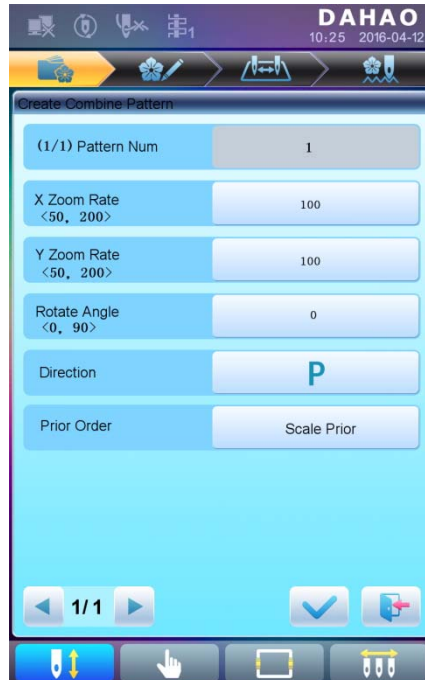 DAHAO
1
10:25 2016-04-12
Create Combine Pattern
(1/1) Pattern Num
1
X Zoom Rate
<50, 200>
100
Y Zoom Rate
<50, 200>
100
Rotate Angle
<0, 90>
0
Direction
P
Prior Order
Scale Prior
1/1